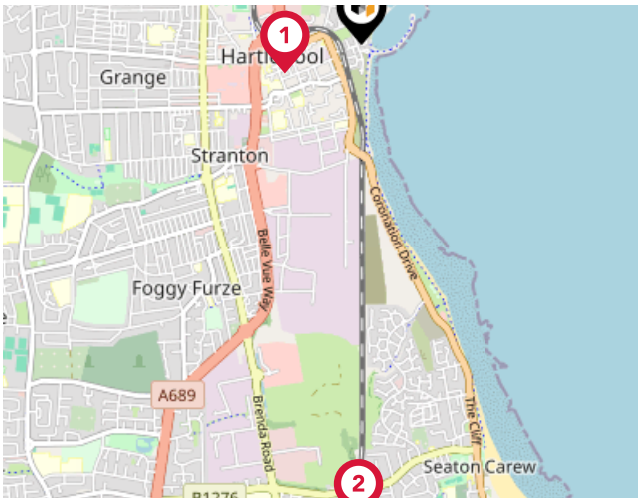 1
Grange
Stranton
Coronation Drive
Belle Vue Way
Foggy Furze
A689
Brenda Road
The Cliff
Seaton Carew
2
B1276